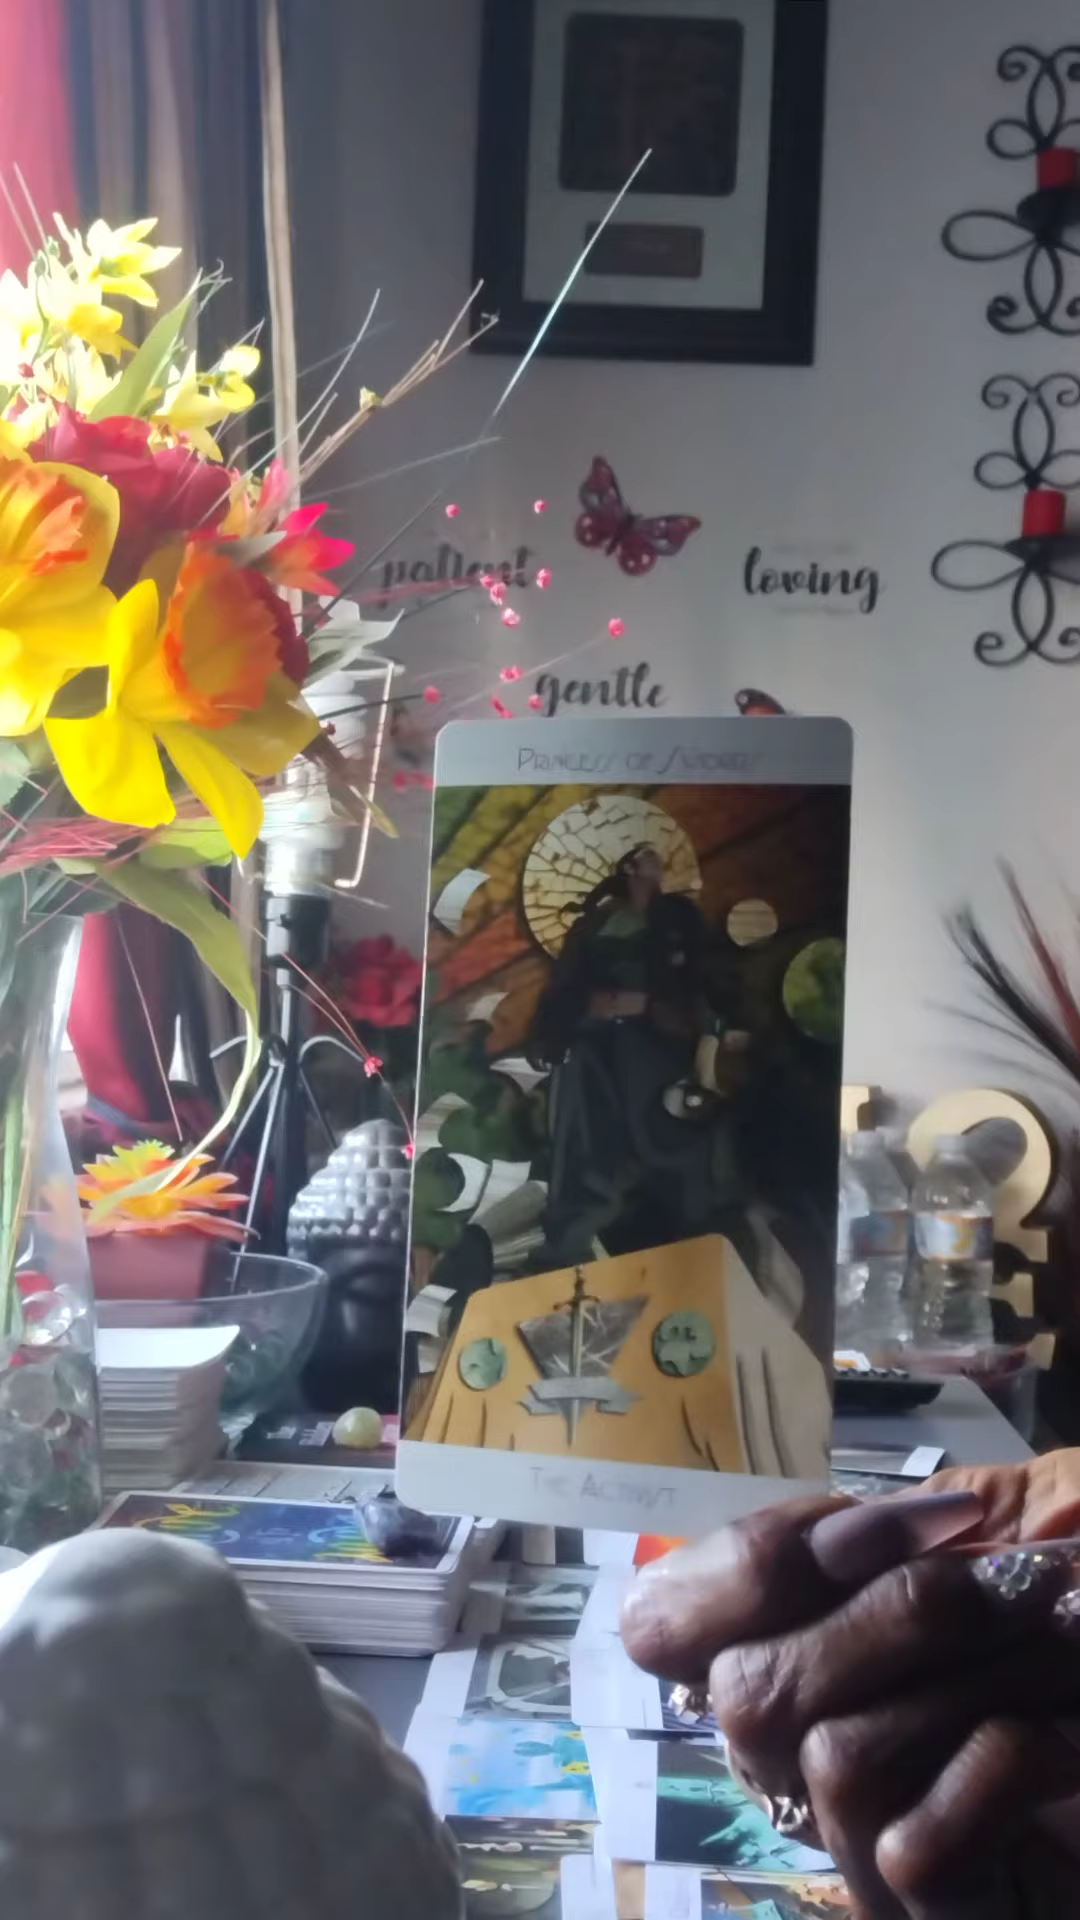 patient
loving
gentle
PRINCESS OF SWORDS
THE ACTIVIST